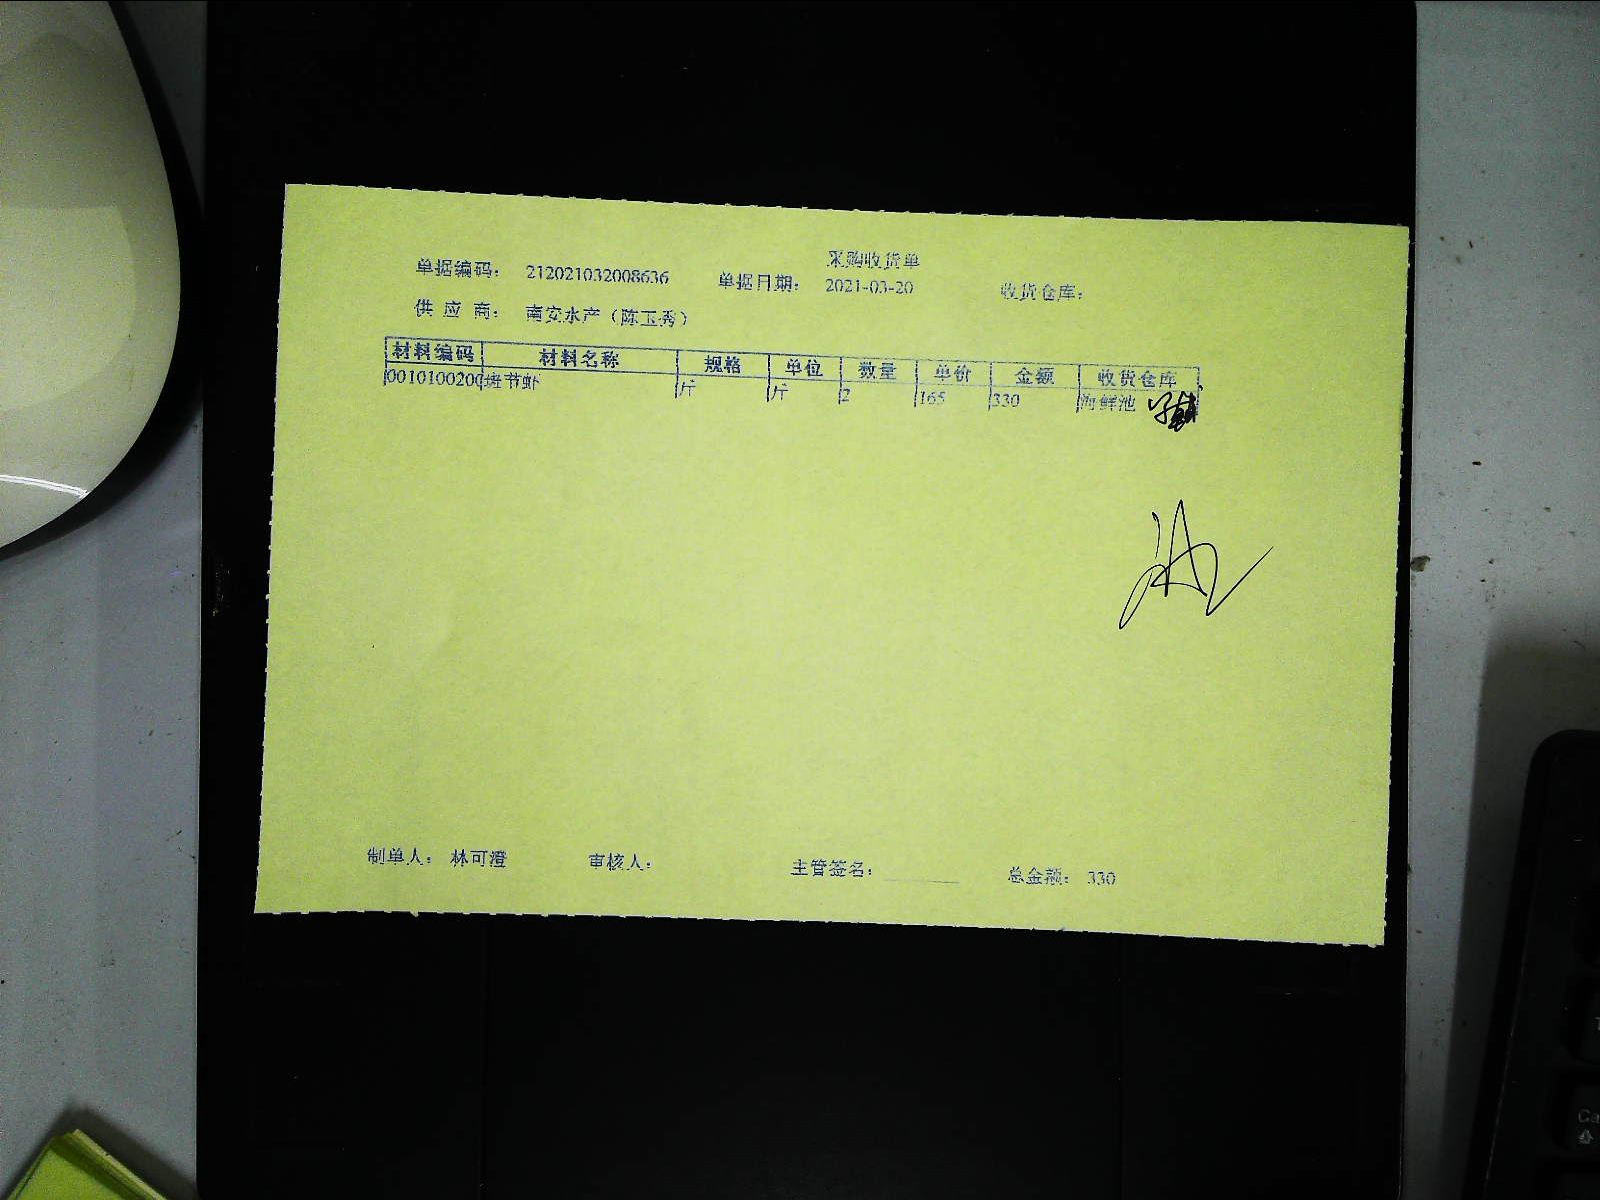 采购收货单
单据编码： 212021032008636 单据日期： 2021-03-20 收货仓库：
供 应 商： 南安水产（陈玉秀）
材料编码 材料名称 规格 单位 数量 单价 金额 收货仓库
0010100200 斑节虾 斤 斤 2 165 330 海鲜池
制单人： 林可澄 审核人： 主管签名： 总金额： 330